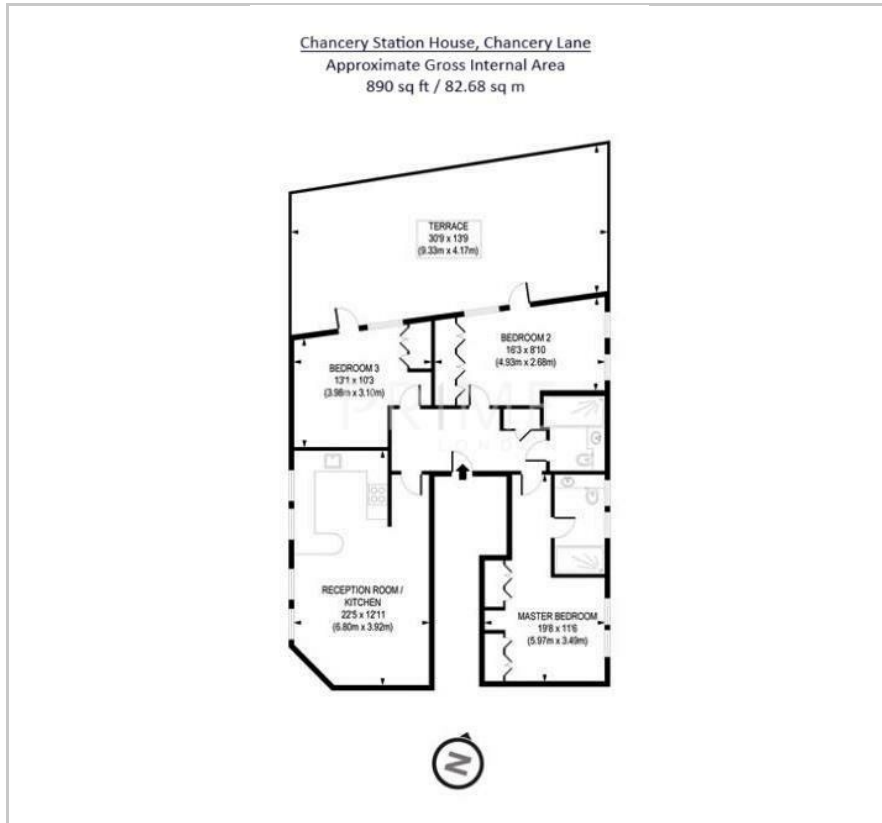 Chancery Station House, Chancery Lane
Approximate Gross Internal Area
890 sq ft / 82.68 sq m
TERRACE
30'9 x 13'9
(9.33m x 4.17m)
BEDROOM 2
16'3 x 8'10
(4.93m x 2.68m)
BEDROOM 3
13'1 x 10'3
(3.98m x 3.10m)
PRIME
LOND
RECEPTION ROOM /
KITCHEN
22'5 x 12'11
(6.80m x 3.92m)
MASTER BEDROOM
19'8 x 11'6
(5.97m x 3.49m)
N